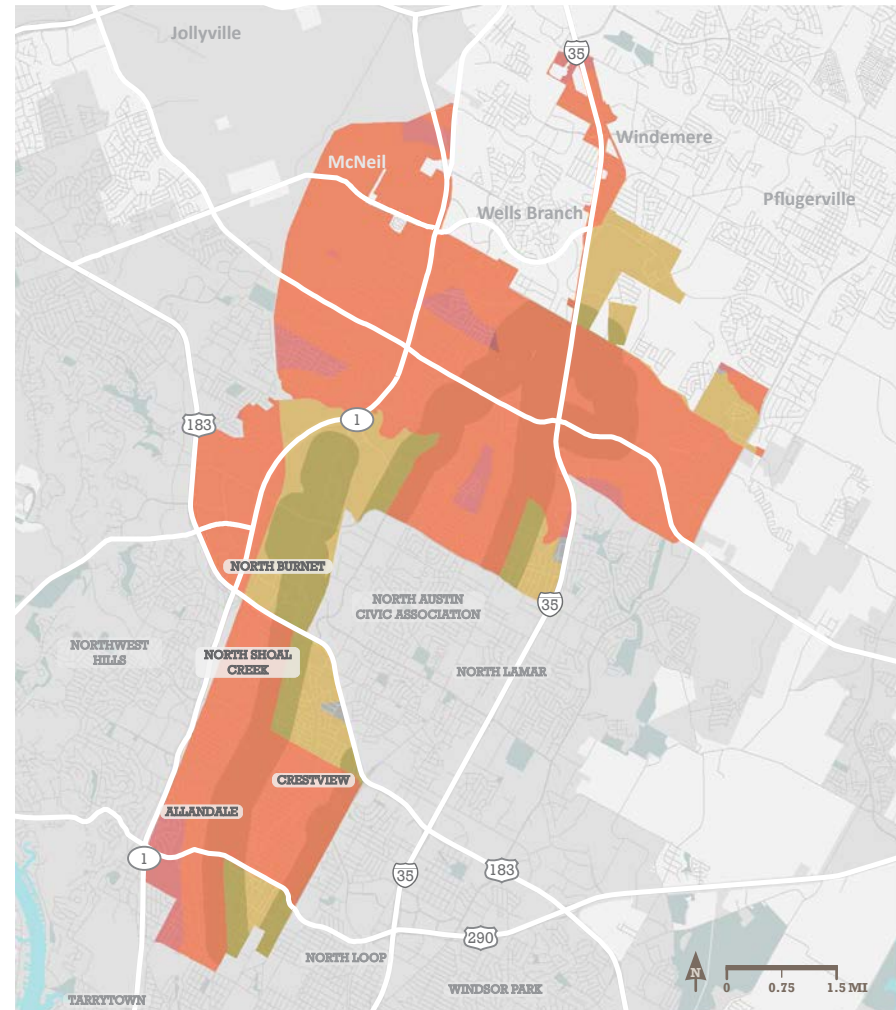 Jollyville
35
Windemere
McNeil
Pflugerville
Wells Branch
183
1
NORTH BURNET
NORTH AUSTIN
CIVIC ASSOCIATION
35
NORTHWEST
HILLS
NORTH SHOAL
CREEK
NORTH LAMAR
CRESTVIEW
ALLANDALE
1
35
183
290
NORTH LOOP
N
0 0.75 1.5 MI
WINDSOR PARK
TARRYTOWN